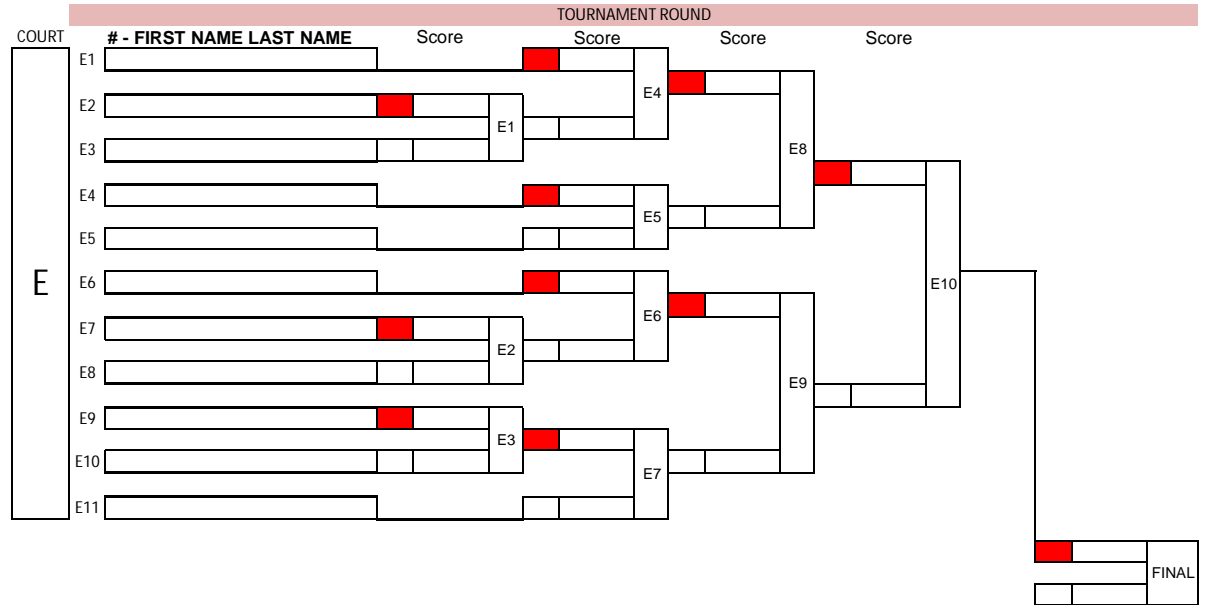 TOURNAMENT ROUND
COURT # - FIRST NAME LAST NAME Score Score Score Score
E1
E4
E2
E1
E3
E8
E4
E5
E5
E
E6
E10
E6
E7
E2
E8
E9
E9
E3
E10
E7
E11
FINAL